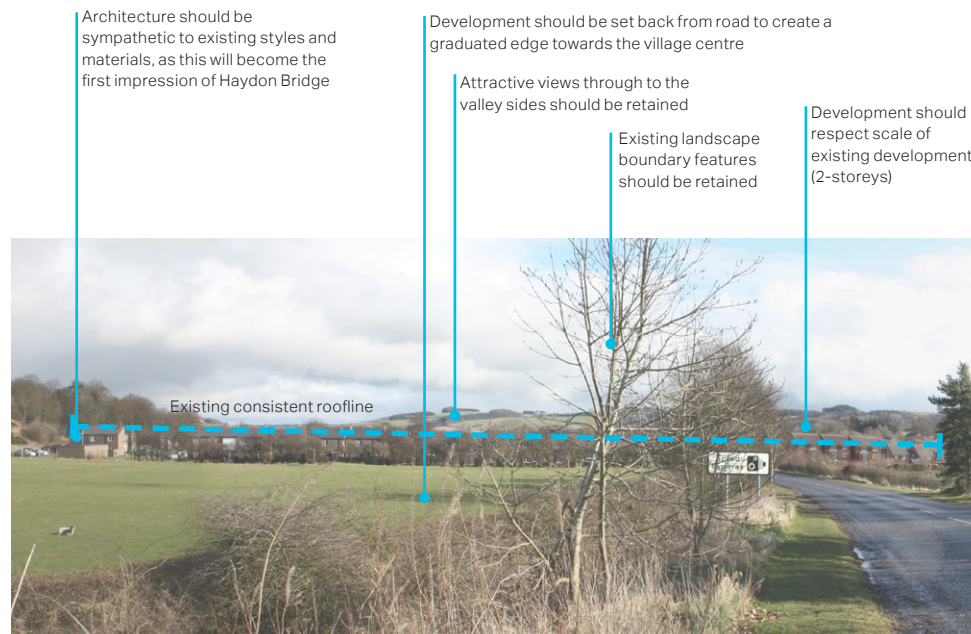 Architecture should be
sympathetic to existing styles and
materials, as this will become the
first impression of Haydon Bridge
Development should be set back from road to create a
graduated edge towards the village centre
Attractive views through to the
valley sides should be retained
Existing landscape
boundary features
should be retained
Development should
respect scale of
existing development
(2-storeys)
Existing consistent roofline
cameras